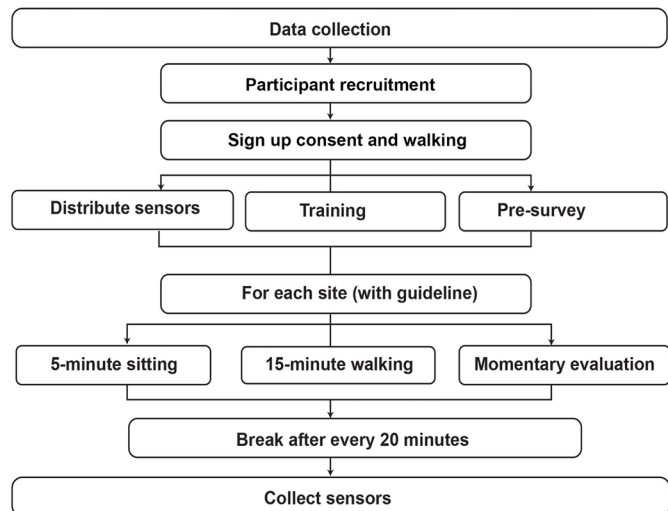 Data collection
Participant recruitment
Sign up consent and walking
Distribute sensors
Training
Pre-survey
For each site (with guideline)
5-minute sitting
15-minute walking
Momentary evaluation
Break after every 20 minutes
Collect sensors